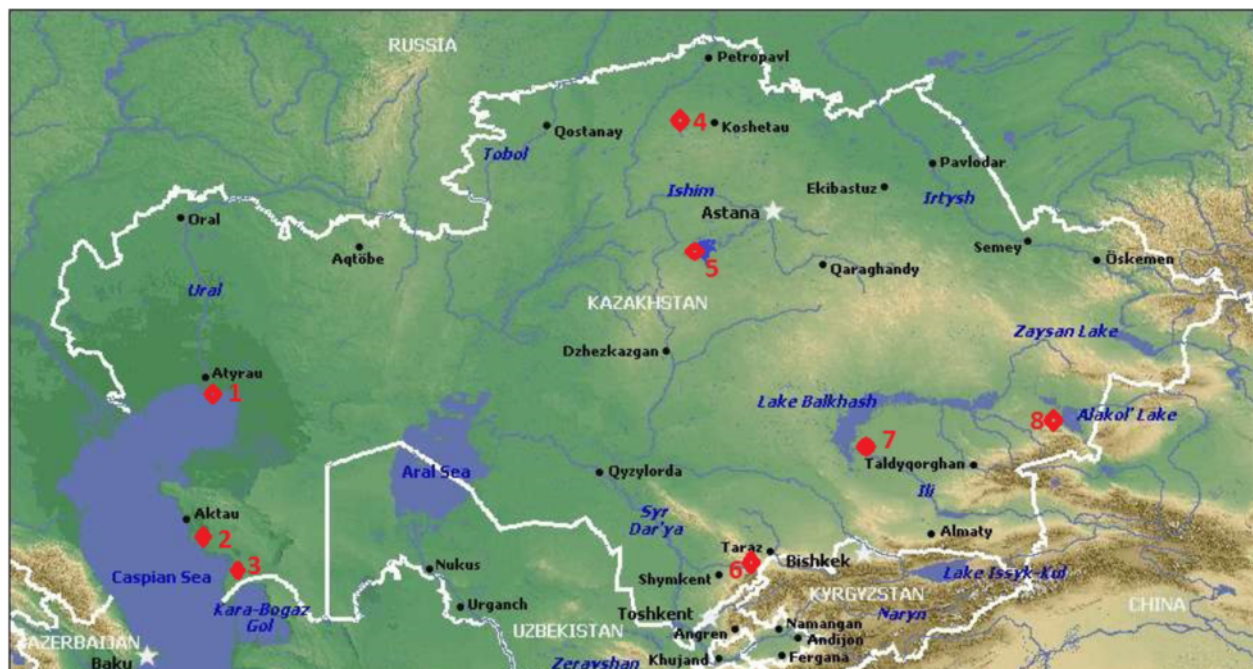 RUSSIA
Petropavl
4
Koshetau
Qostanay
Tobol
Pavlodar
Ekibastuz
Ishim
Irtysh
Astana
Oral
Semey
Aqtöbe
5
Qaraghandy
Öskemen
Ural
KAZAKHSTAN
Zaysan Lake
Dzhezkazgan
Atyrau
1
Lake Balkhash
Alakol' Lake
8
7
Taldyqorghan
Aral Sea
Qyzylorda
Ili
Syr
Dar'ya
Aktau
2
Almaty
Taraz
Bishkek
3
Caspian Sea
Nukus
6
Shymkent
Lake Issyk-Kul
KYRGYZSTAN
Kara-Bogaz
Gol
Urganch
Toshkent
Naryn
CHINA
AZERBAIJAN
UZBEKISTAN
Angren
Namangan
Andijon
Baku
Zerayshan
Khujand
Fergana